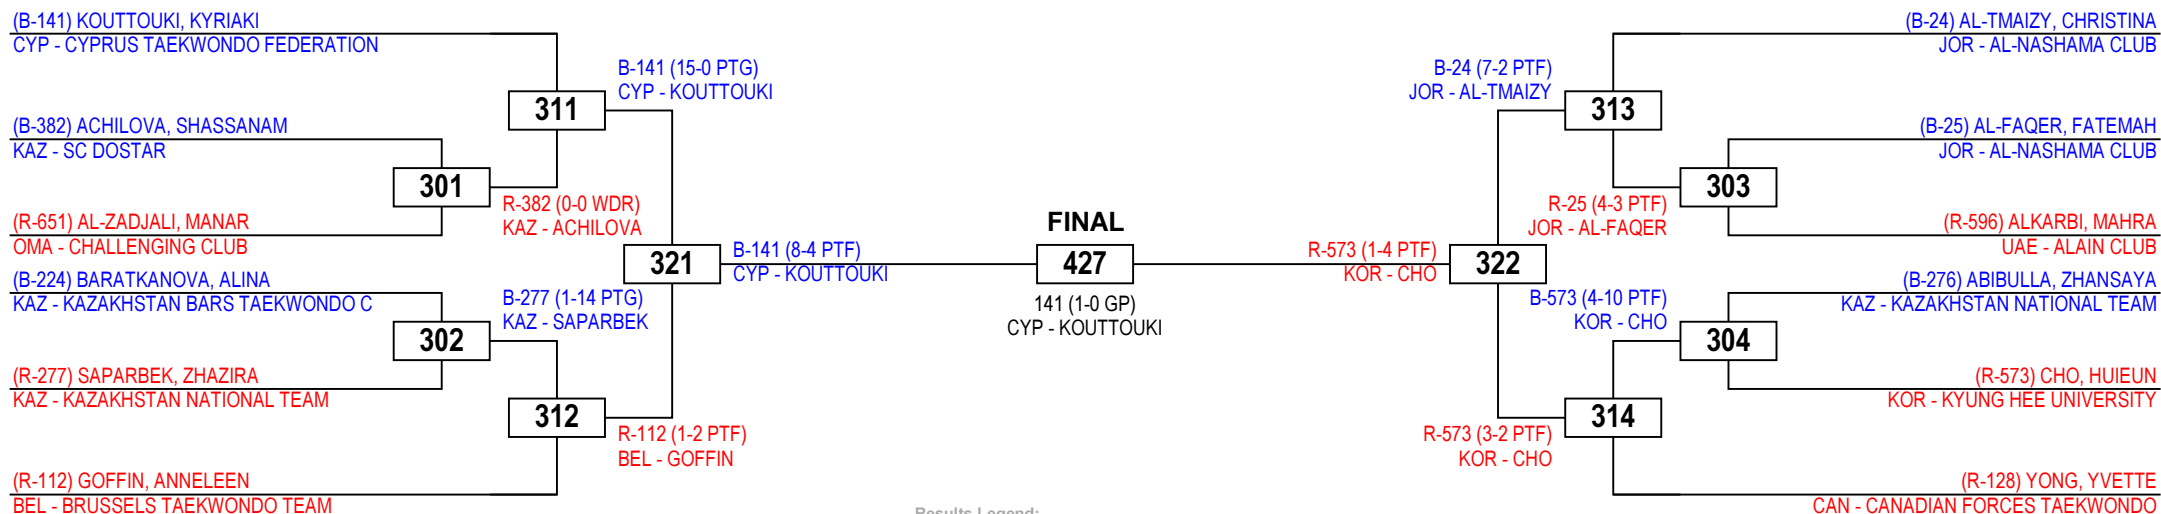 (B-141) KOUTTOUKI, KYRIAKI
CYP - CYPRUS TAEKWONDO FEDERATION
B-141 (15-0 PTG)
CYP - KOUTTOUKI
311
(B-382) ACHILOVA, SHASSANAM
KAZ - SC DOSTAR
301
R-382 (0-0 WDR)
KAZ - ACHILOVA
(R-651) AL-ZADJALI, MANAR
OMA - CHALLENGING CLUB
321
B-141 (8-4 PTF)
CYP - KOUTTOUKI
(B-224) BARATKANOVA, ALINA
KAZ - KAZAKHSTAN BARS TAEKWONDO C
B-277 (1-14 PTG)
KAZ - SAPARBEK
302
(R-277) SAPARBEK, ZHAZIRA
KAZ - KAZAKHSTAN NATIONAL TEAM
312
R-112 (1-2 PTF)
BEL - GOFFIN
(R-112) GOFFIN, ANNELEEN
BEL - BRUSSELS TAEKWONDO TEAM
FINAL
427
141 (1-0 GP)
CYP - KOUTTOUKI
Results Legend:
(B-24) AL-TMAIZY, CHRISTINA
JOR - AL-NASHAMA CLUB
B-24 (7-2 PTF)
JOR - AL-TMAIZY
313
(B-25) AL-FAQER, FATEMAH
JOR - AL-NASHAMA CLUB
303
R-25 (4-3 PTF)
JOR - AL-FAQER
(R-596) ALKARBI, MAHRA
UAE - ALAIN CLUB
R-573 (1-4 PTF)
KOR - CHO
322
(B-276) ABIBULLA, ZHANSAYA
KAZ - KAZAKHSTAN NATIONAL TEAM
B-573 (4-10 PTF)
KOR - CHO
304
(R-573) CHO, HUIEUN
KOR - KYUNG HEE UNIVERSITY
314
R-573 (3-2 PTF)
KOR - CHO
(R-128) YONG, YVETTE
CAN - CANADIAN FORCES TAEKWONDO